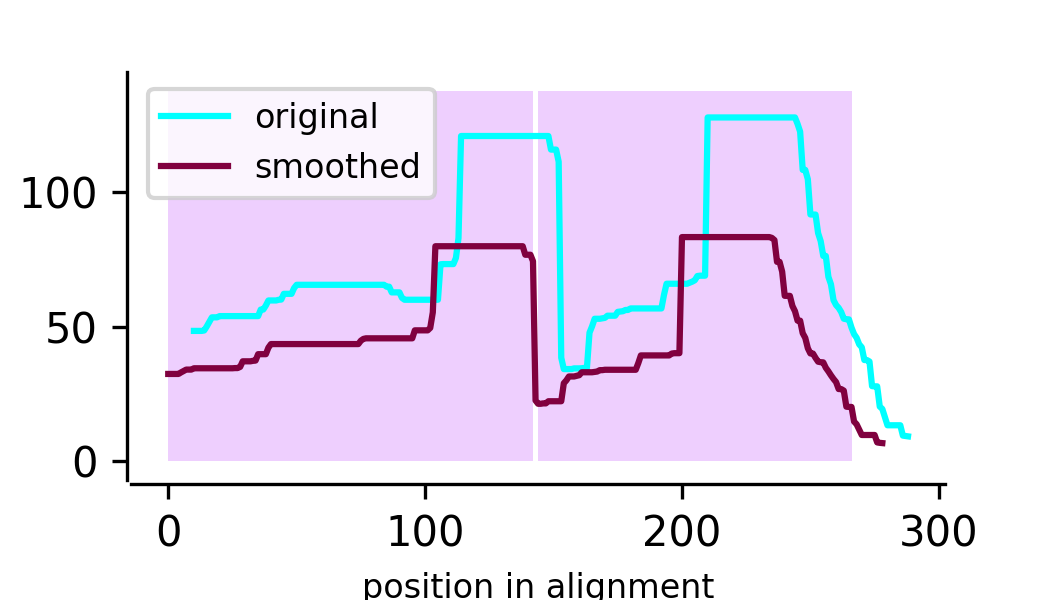 original
smoothed
100
50
0
0 100 200 300
position in alignment